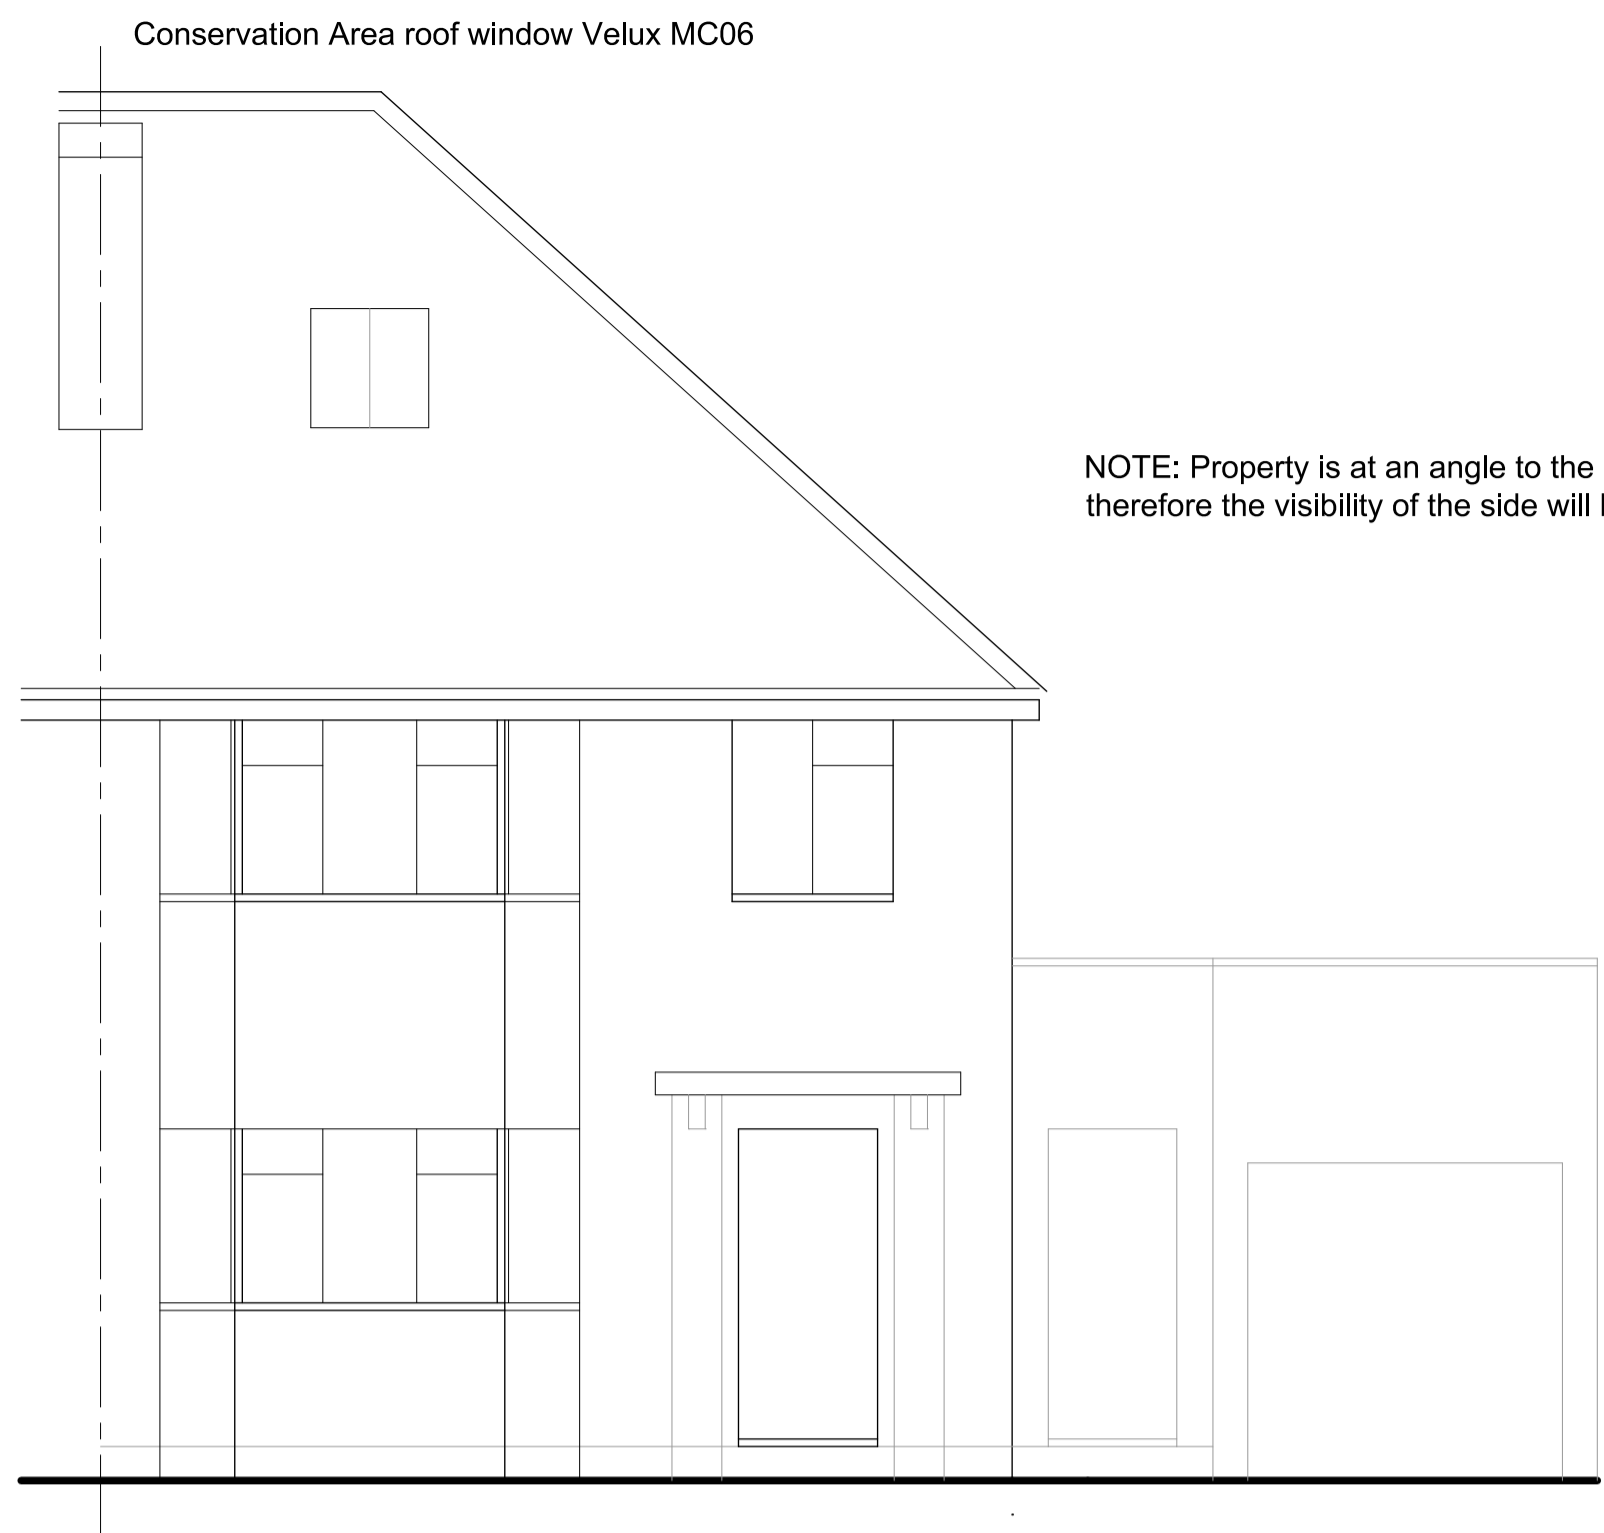 Conservation Area roof window Velux MC06
NOTE: Property is at an angle to the
therefore the visibility of the side will